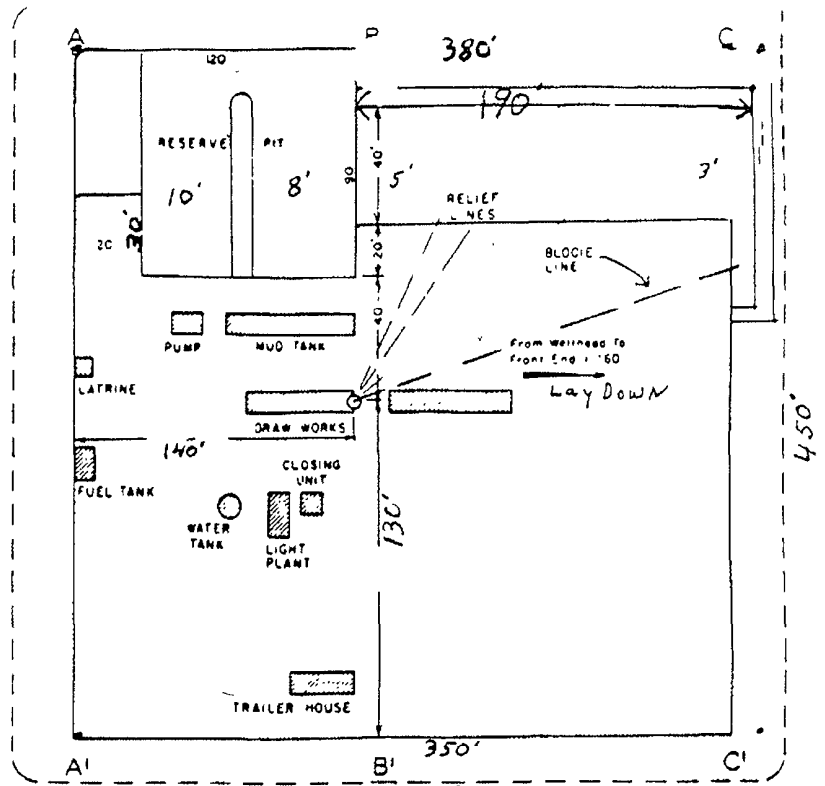 A P C
380'
120
190
RESERVE PIT
10' 8'
90 40' 5' 3'
RELIEF
LINES
30'
20
20'
BLOOIE
LINE
40
PUMP MUD TANK
From Wellhead To
Front End = 160
LATRINE
Lay DOWN
DRAW WORKS
140'
450'
CLOSING
UNIT
FUEL TANK
WATER
TANK
LIGHT
PLANT
130'
TRAILER HOUSE
350'
A' B' C'